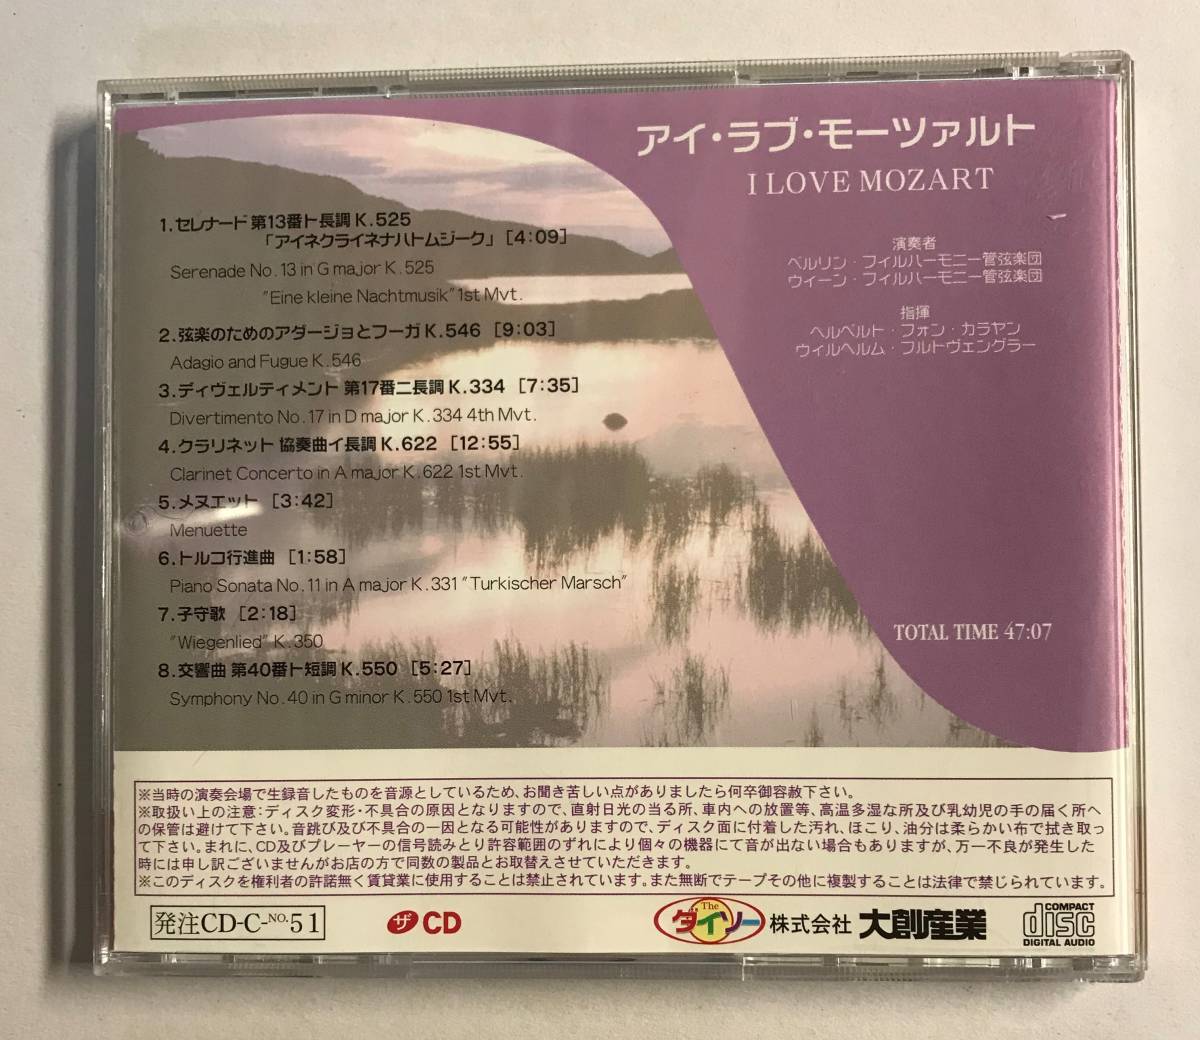 アイ・ラブ・モーツァルト
I LOVE MOZART
演奏者
ベルリン・フィルハーモニー管弦楽団
ウィーン・フィルハーモニー管弦楽団
指揮
ヘルベルト・フォン・カラヤン
ウィルヘルム・フルトヴェングラー
1.セレナード 第13番ト長調 K.525
「アイネクライネナハトムジーク」 [4:09]
Serenade No.13 in G major K.525
"Eine kleine Nachtmusik" 1st Mvt.
2.弦楽のためのアダージョとフーガ K.546 [9:03]
Adagio and Fugue K.546
3.ディヴェルティメント 第17番ニ長調 K.334 [7:35]
Divertimento No.17 in D major K.334 4th Mvt.
4.クラリネット 協奏曲イ長調 K.622 [12:55]
Clarinet Concerto in A major K.622 1st Mvt.
5.メヌエット [3:42]
Menuette
6.トルコ行進曲 [1:58]
Piano Sonata No.11 in A major K.331 "Turkischer Marsch"
7.子守歌 [2:18]
"Wiegenlied" K.350
8.交響曲 第40番ト短調 K.550 [5:27]
Symphony No.40 in G minor K.550 1st Mvt.
TOTAL TIME 47:07
※当時の演奏会場で生録音したものを音源としているため、お聞き苦しい点がありましたら何卒御容赦下さい。
※取扱い上の注意:ディスク変形・不具合の原因となりますので、直射日光の当る所、車内への放置等、高温多湿な所及び乳幼児の手の届く所へ
の保管は避けて下さい。音跳び及び不具合の一因となる可能性がありますので、ディスク面に付着した汚れ、ほこり、油分は柔らかい布で拭き取っ
て下さい。まれに、CD及びプレーヤーの信号読みとり許容範囲のずれにより個々の機器にて音が出ない場合もありますが、万一不良が発生した
時には申し訳ございませんがお店の方で同数の製品とお取替えさせていただきます。
※このディスクを権利者の許諾無く賃貸業に使用することは禁止されています。また無断でテープその他に複製することは法律で禁じられています。
発注CD-C-NO.51
ザ CD
The
ダイソー 株式会社 大創産業
COMPACT
disc
DIGITAL AUDIO